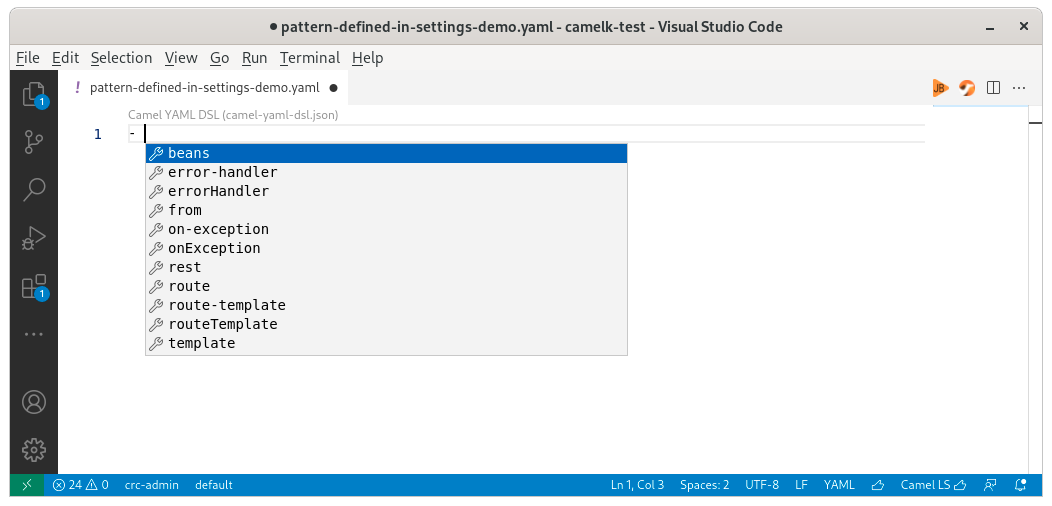 ● pattern-defined-in-settings-demo.yaml - camelk-test - Visual Studio Code
File Edit Selection View Go Run Terminal Help
! pattern-defined-in-settings-demo.yaml ●
JB
1
Camel YAML DSL (camel-yaml-dsl.json)
1 -
beans
error-handler
errorHandler
from
on-exception
onException
rest
route
route-template
routeTemplate
template
1
24 0 crc-admin default Ln 1, Col 3 Spaces: 2 UTF-8 LF YAML Camel LS